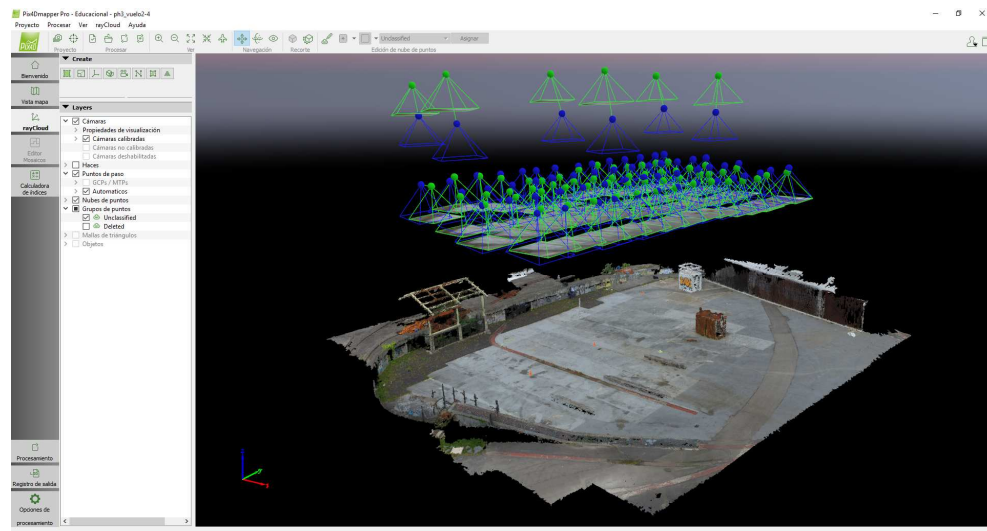 Pix4Dmapper Pro - Educacional - ph3_vuelo2-4
Proyecto Procesar Ver rayCloud Ayuda
Unclassified Asignar
Proyecto Procesar Ver Navegación Recorte Edición de nube de puntos
Pix4D
Bienvenido
Vista mapa
rayCloud
Editor
Mosaicos
Calculadora
de índices
Create
Layers
Cámaras
Propiedades de visualización
Cámaras calibradas
Cámaras no calibradas
Cámaras deshabilitadas
Haces
Puntos de paso
GCPs / MTPs
Automaticos
Nubes de puntos
Grupos de puntos
Unclassified
Deleted
Mallas de triángulos
Objetos
Procesamiento
Registro de salida
Opciones de
procesamiento